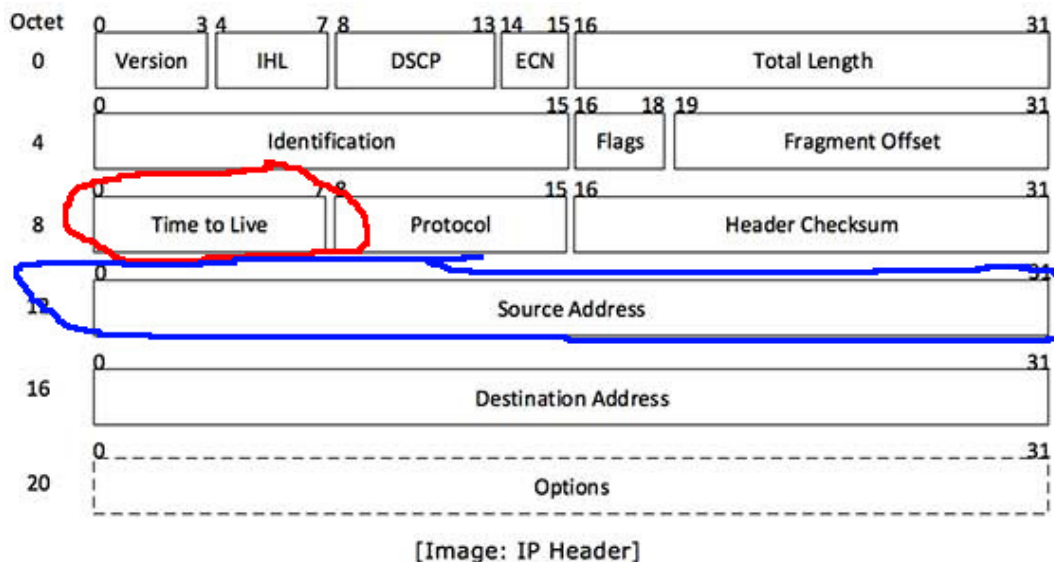 Octet 0 3 4 7 8 13 14 15 16 31
0 Version IHL DSCP ECN Total Length
0 15 16 18 19 31
4 Identification Flags Fragment Offset
0 7 8 15 16 31
8 Time to Live Protocol Header Checksum
0 31
12 Source Address
0 31
16 Destination Address
0 31
20 Options
[Image: IP Header]